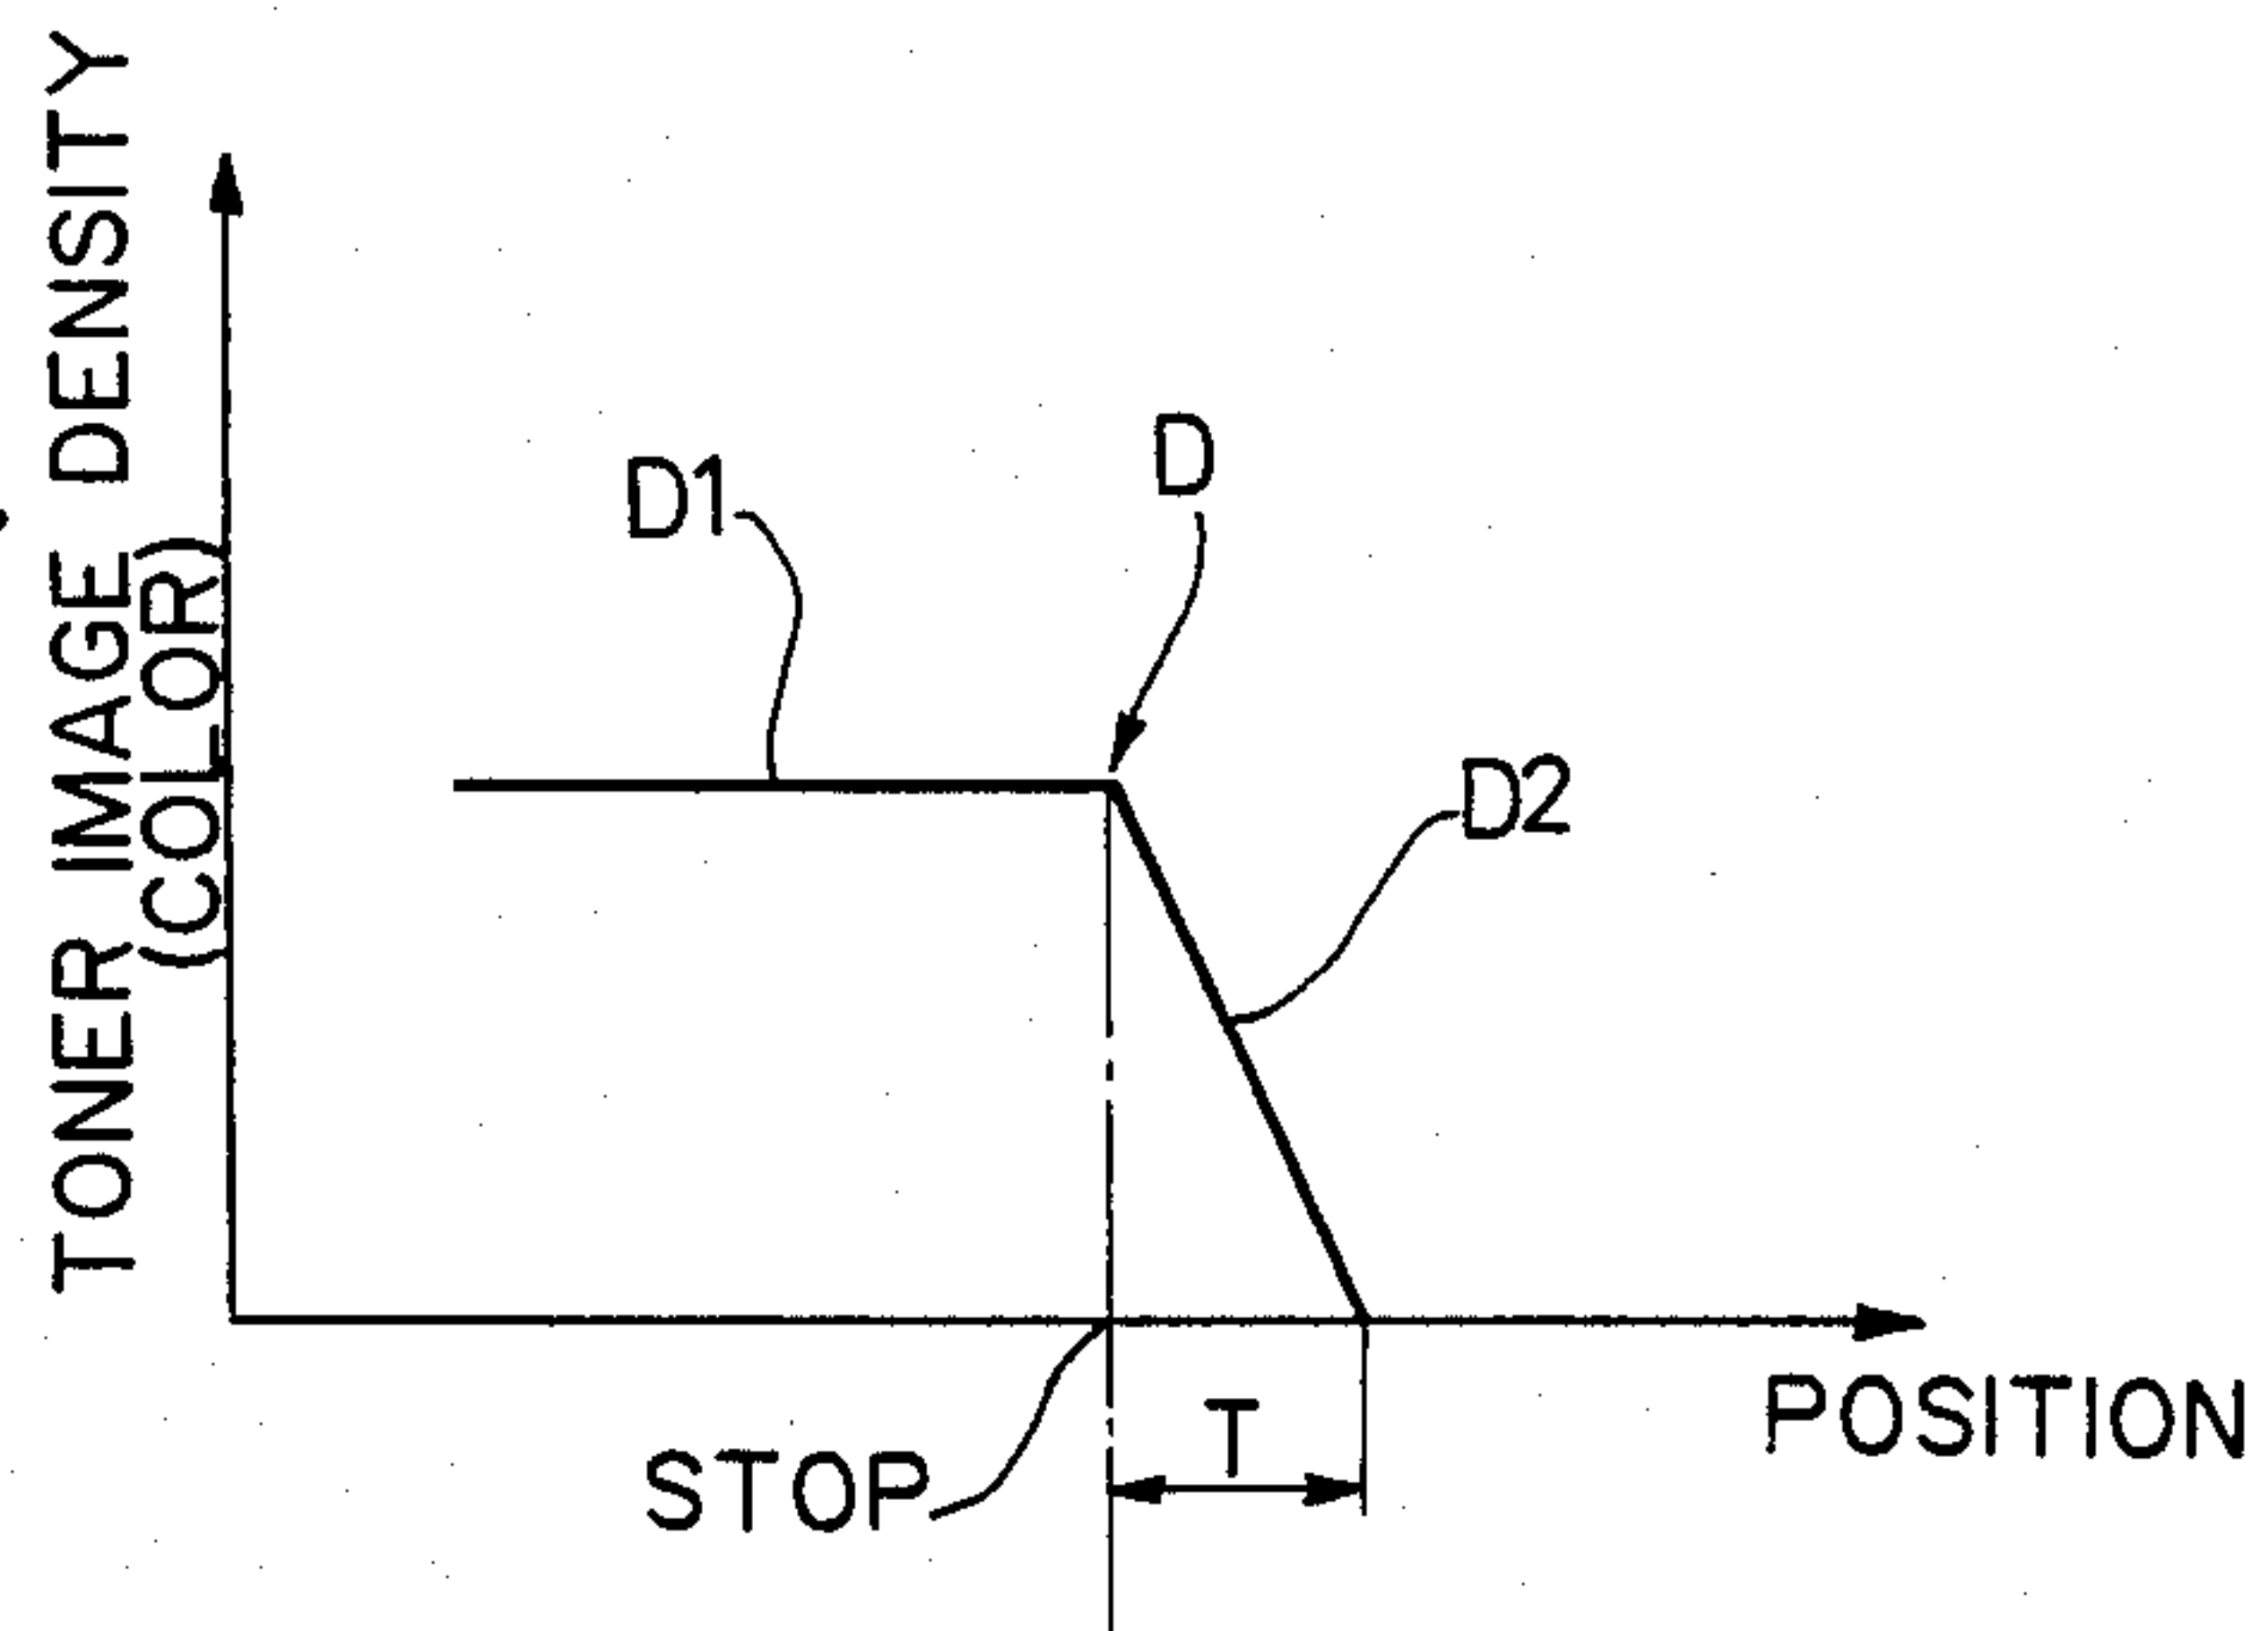 TONER IMAGE DENSITY
(COLOR)
D1
D
D2
STOP
T
POSITION